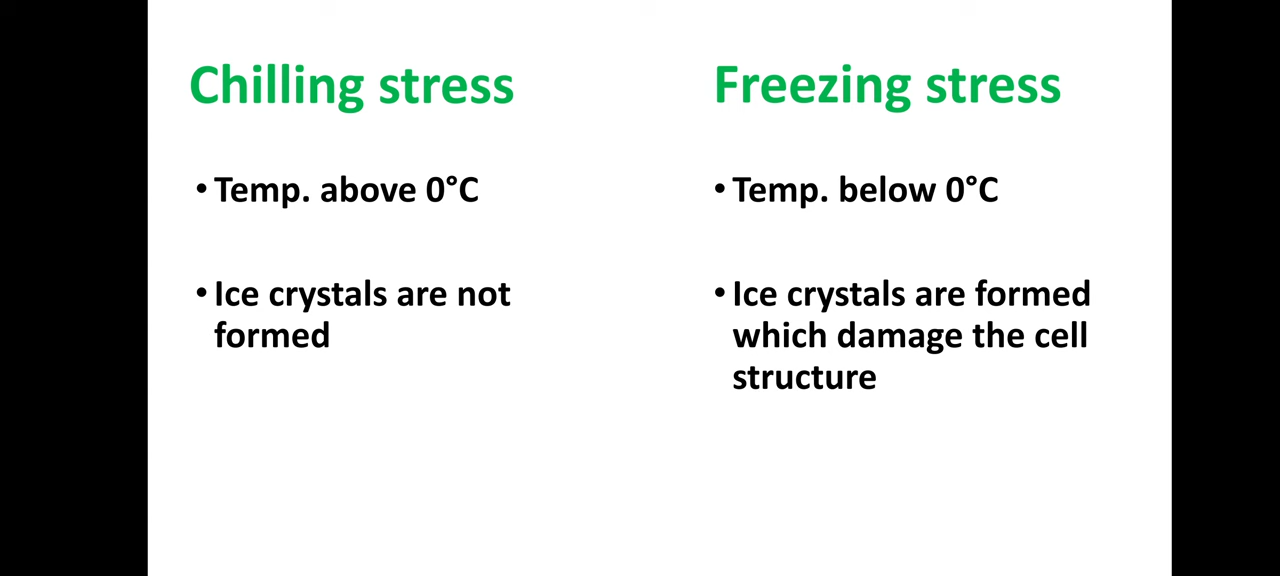 Chilling stress
• Temp. above 0°C
• Ice crystals are not
formed
Freezing stress
• Temp. below 0°C
• Ice crystals are formed
which damage the cell
structure